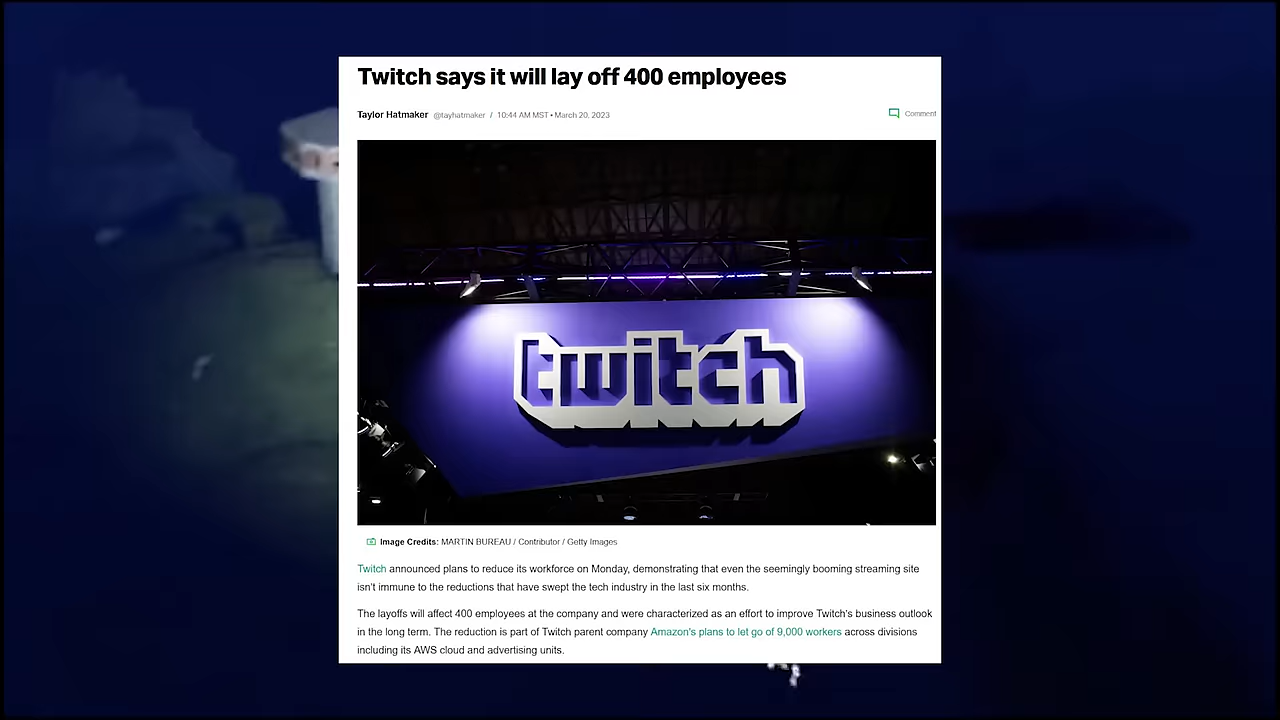 Twitch says it will lay off 400 employees
Taylor Hatmaker @tayhatmaker / 10:44 AM MST • March 20, 2023
Comment
twitch
Image Credits: MARTIN BUREAU / Contributor / Getty Images
Twitch announced plans to reduce its workforce on Monday, demonstrating that even the seemingly booming streaming site
isn't immune to the reductions that have swept the tech industry in the last six months.
The layoffs will affect 400 employees at the company and were characterized as an effort to improve Twitch's business outlook
in the long term. The reduction is part of Twitch parent company Amazon's plans to let go of 9,000 workers across divisions
including its AWS cloud and advertising units.